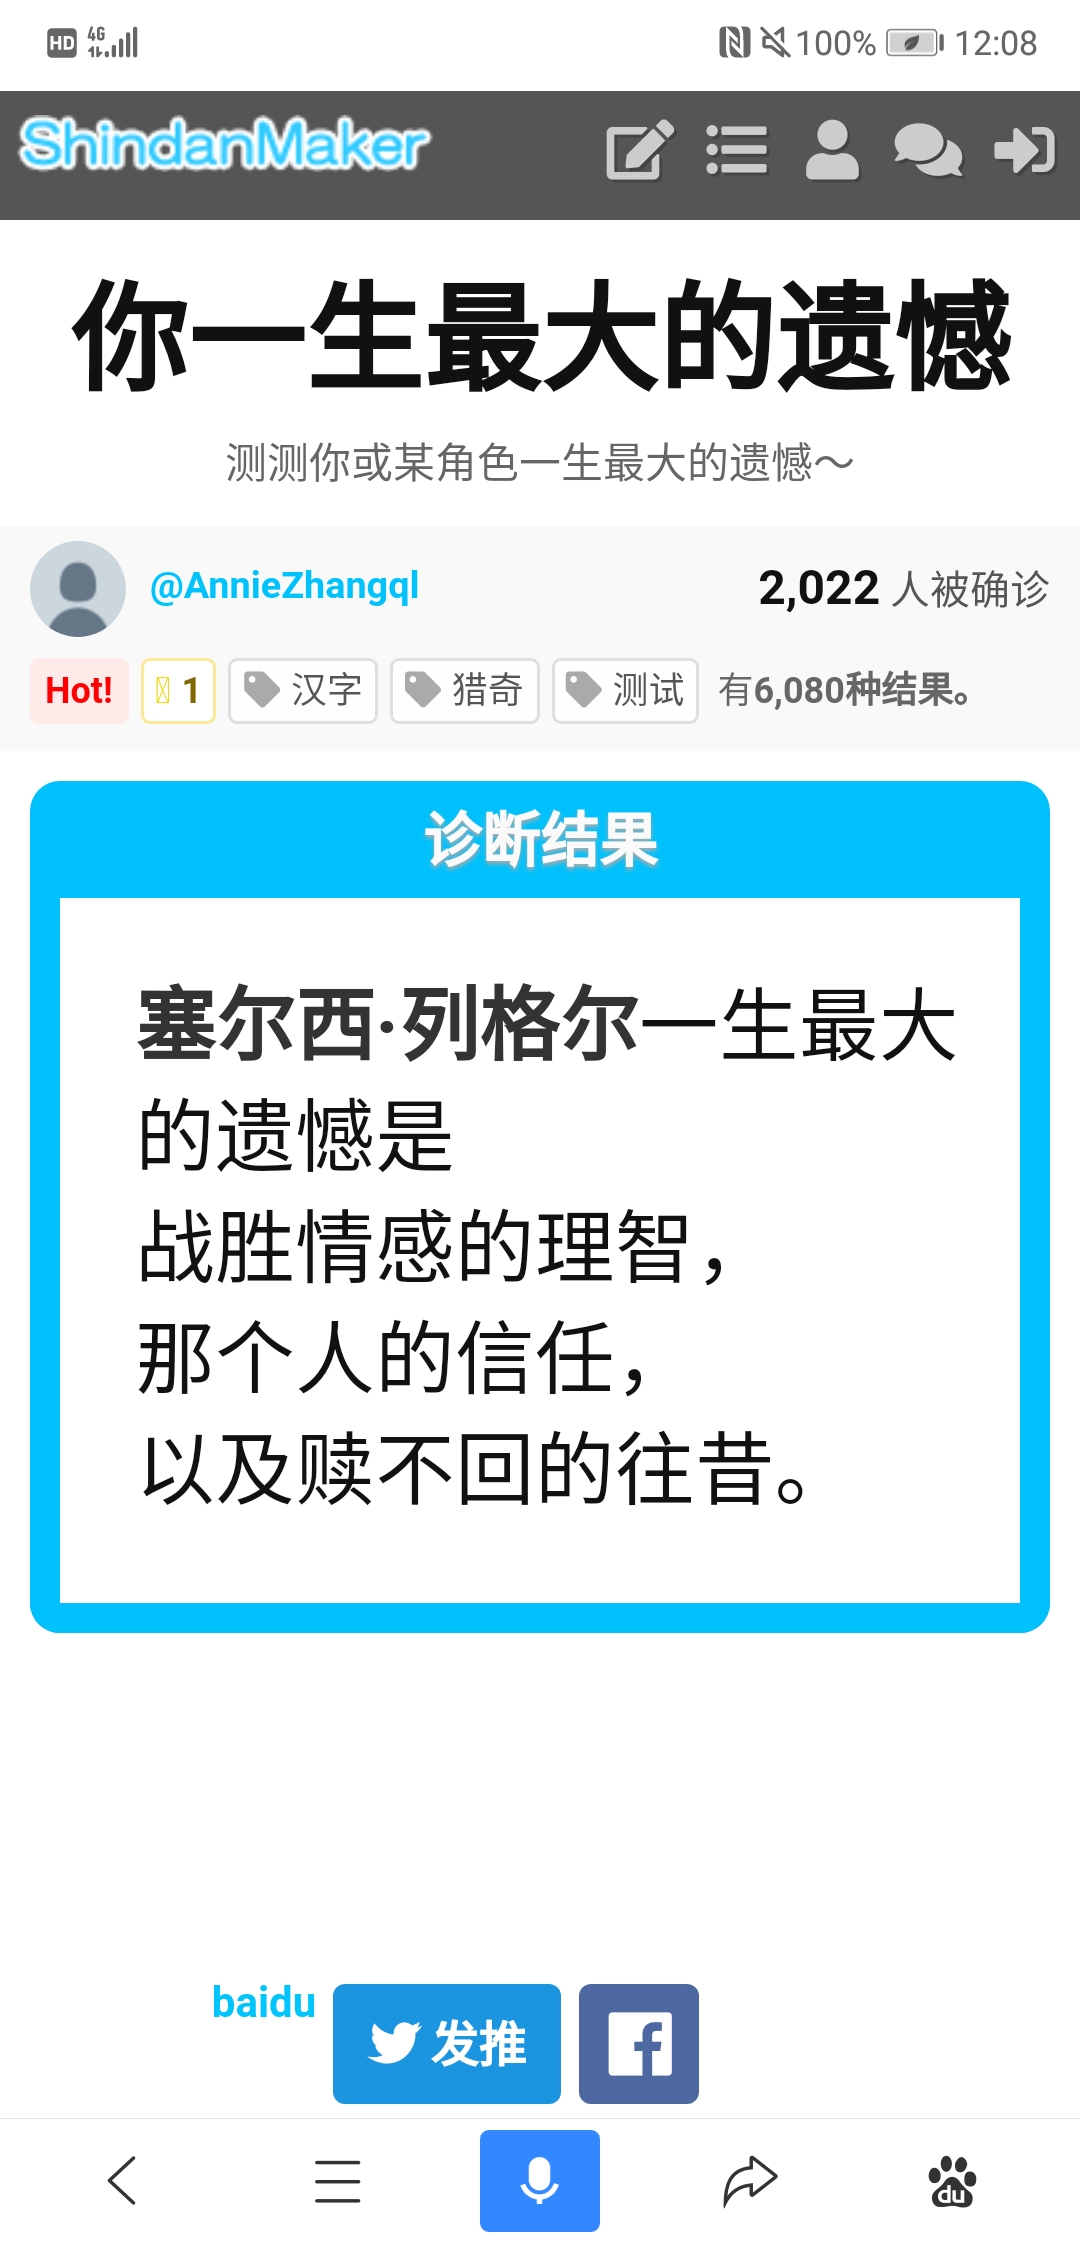 HD 4G 100% 12:08
ShindanMaker
你一生最大的遗憾
测测你或某角色一生最大的遗憾～
@AnnieZhangql 2,022 人被确诊
Hot! 1 汉字 猎奇 测试 有6,080种结果。
诊断结果
塞尔西·列格尔一生最大
的遗憾是
战胜情感的理智，
那个人的信任，
以及赎不回的往昔。
baidu 发推
du